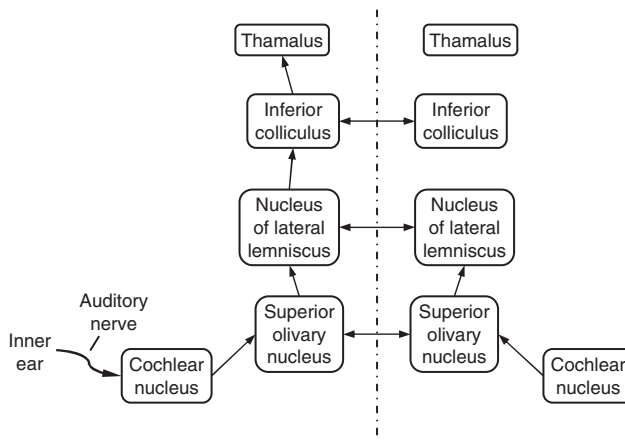 Thamalus
Thamalus
Inferior
colliculus
Inferior
colliculus
Nucleus
of lateral
lemniscus
Nucleus
of lateral
lemniscus
Auditory
nerve
Inner
ear
Superior
olivary
nucleus
Superior
olivary
nucleus
Cochlear
nucleus
Cochlear
nucleus